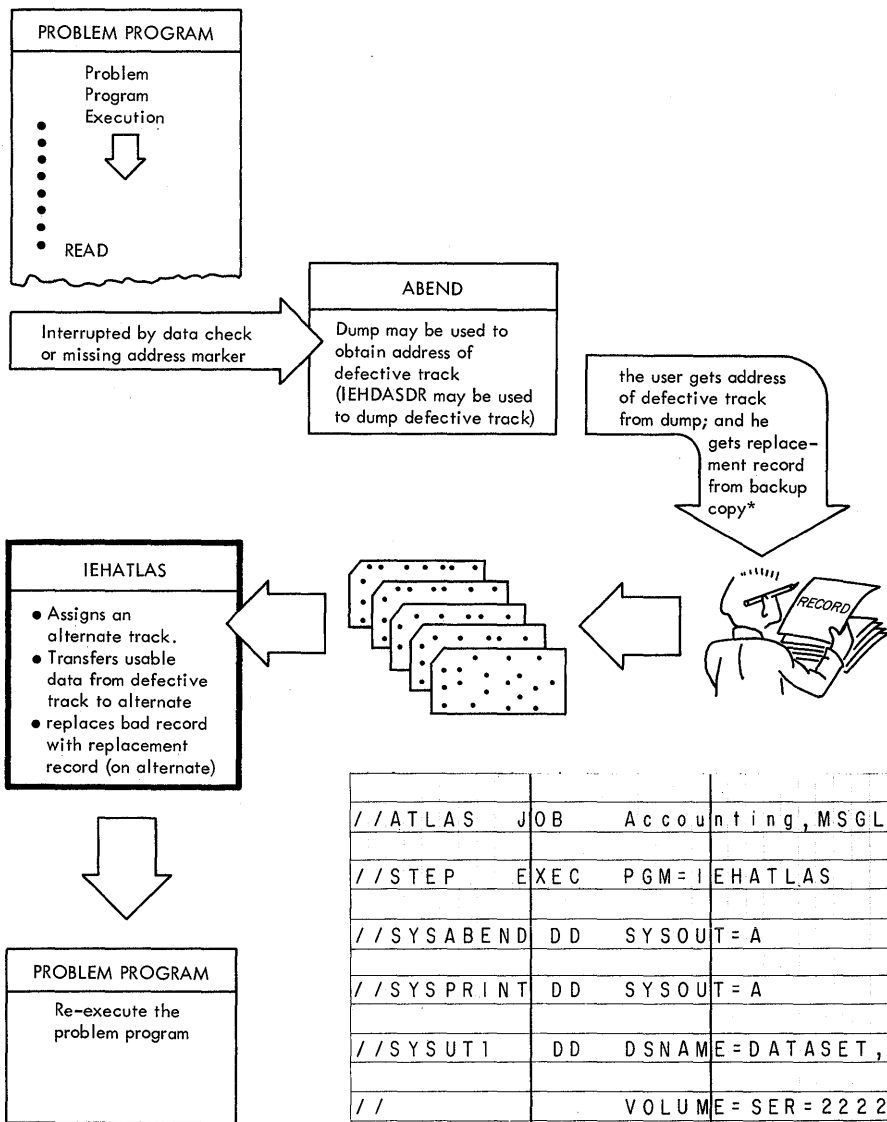 PROBLEM PROGRAM
Problem
Program
Execution
READ
Interrupted by data check
or missing address marker
ABEND
Dump may be used to
obtain address of
defective track
(IEHDASDR may be used
to dump defective track)
the user gets address
of defective track
from dump; and he
gets replace-
ment record
from backup
copy*
RECORD
IEHATLAS
• Assigns an
alternate track.
• Transfers usable
data from defective
track to alternate
• replaces bad record
with replacement
record (on alternate)
PROBLEM PROGRAM
Re-execute the
problem program
//ATLAS JOB Accounting,MSGL
//STEP EXEC PGM=IEHATLAS
//SYSABEND DD SYSOUT=A
//SYSPRINT DD SYSOUT=A
//SYSUT1 DD DSNAME=DATASET,
// VOLUME=SER=2222